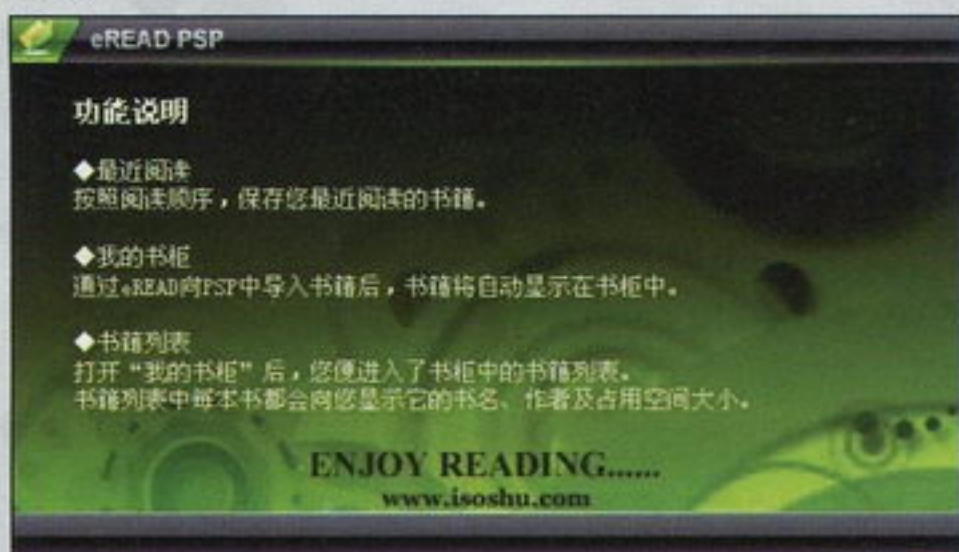 eREAD PSP
功能说明
◆最近阅读
按照阅读顺序，保存您最近阅读的书籍。
◆我的书柜
通过eREAD向PSP中导入书籍后，书籍将自动显示在书柜中。
◆书籍列表
打开“我的书柜”后，您便进入了书柜中的书籍列表。
书籍列表中每本书都会向您显示它的书名、作者及占用空间大小。
ENJOY READING......
www.isoshu.com